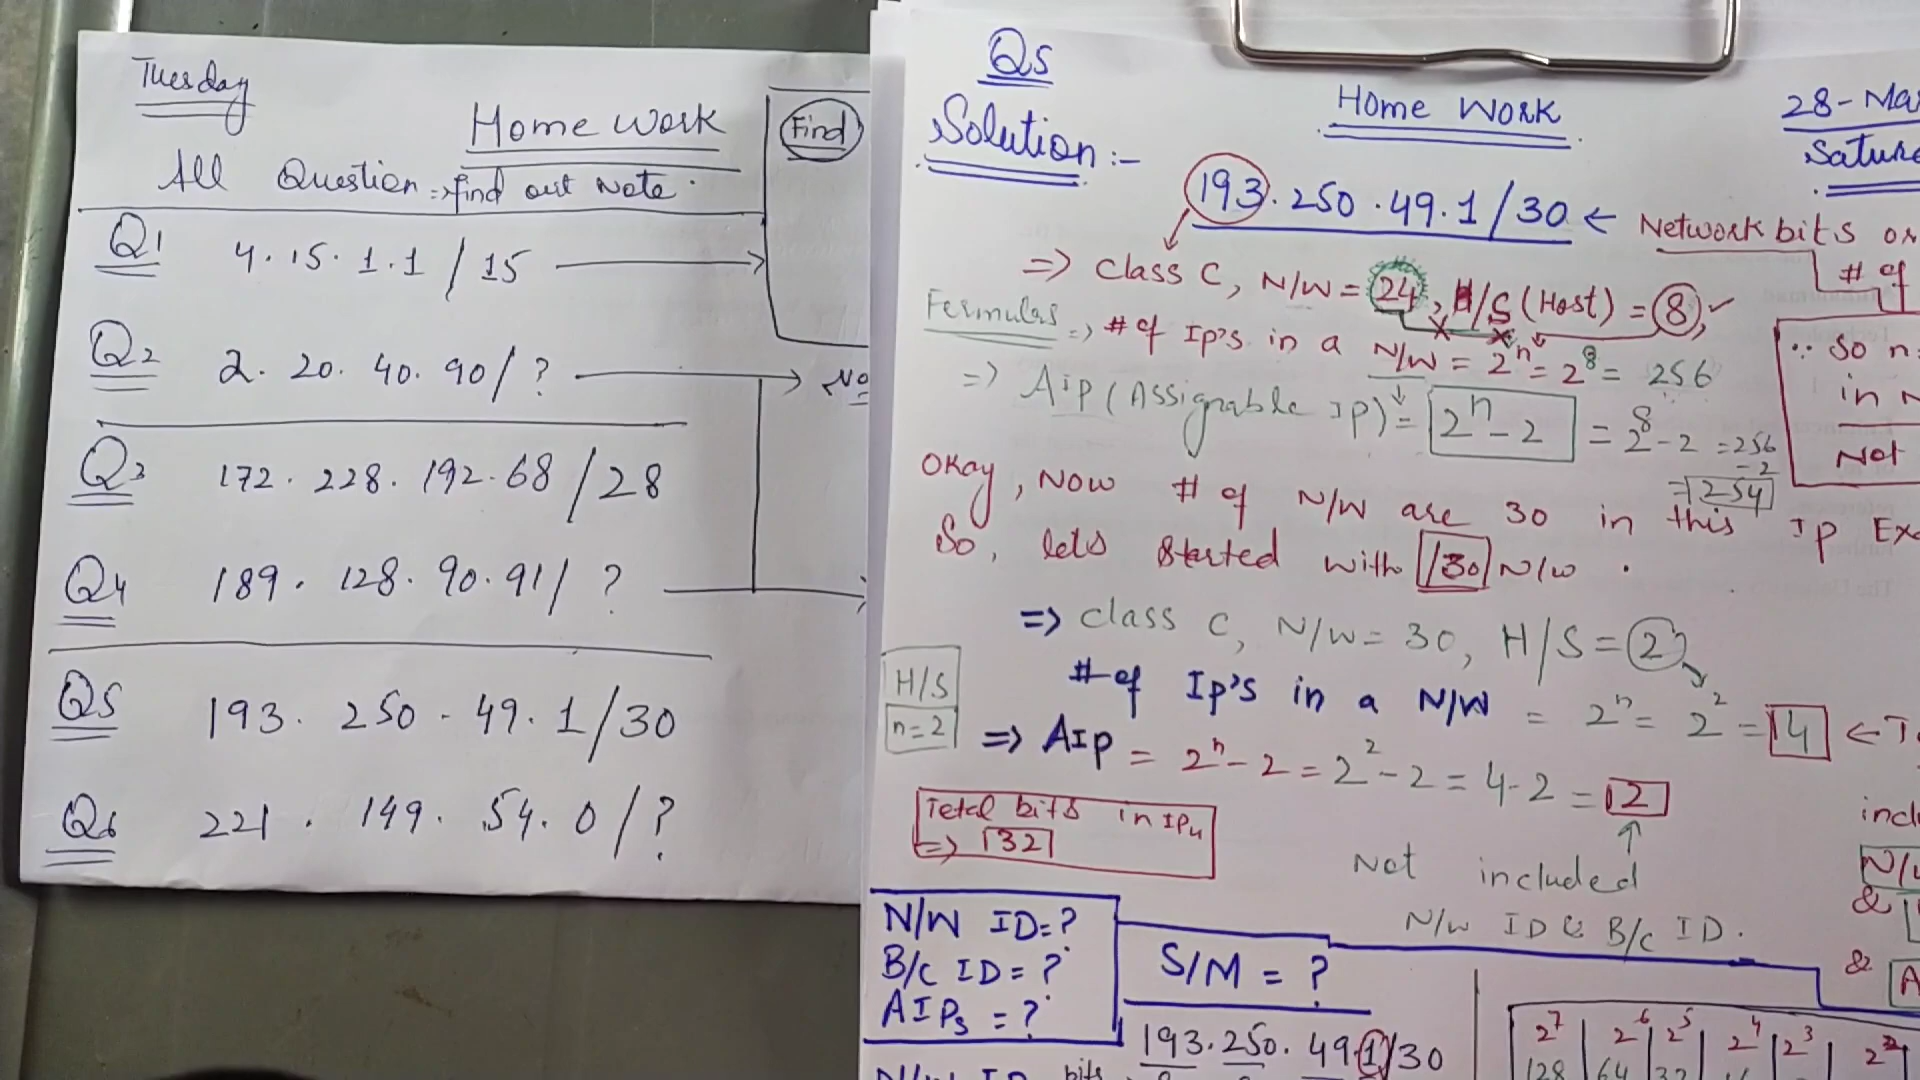 Tuesday
Home Work
All Question => find out Note.
Find
Q1 4.15.1.1/15
Q2 2.20.40.90/?
Q3 172.228.192.68/28
Q4 189.128.90.91/?
Q5 193.250.49.1/30
Q6 221.149.54.0/?
Q5
Home Work
28-Ma
Solution:-
193.250.49.1/30 ← Network bits or
# of
=> Class C, N/W = 24, H/S (Host) = 8,
Formulas => # of Ip's in a N/W = 2^n = 2^8 = 256
=> AIP (Assignable IP) = 2^n - 2 = 2^8 - 2 = 256
-2
= 254
∵ So n
in N
Not
Okay, Now # of N/W are 30 in this Ip Ex
So, lets Started with /30 N/W.
=> Class C, N/W = 30, H/S = 2
H/S
n=2
# of Ip's in a N/W = 2^n = 2^2 = 4 ← T
=> AIP = 2^n - 2 = 2^2 - 2 = 4-2 = 2
Total bits in IPv4
=> 32
Not included
N/W ID & B/C ID.
incl
N/W
&
& A
N/W ID = ?
B/C ID = ?
AIPs = ?
S/M = ?
193.250.49.1/30
N/W ID bits
2^7 2^6 2^5 2^4 2^3 2^2
128 64 32